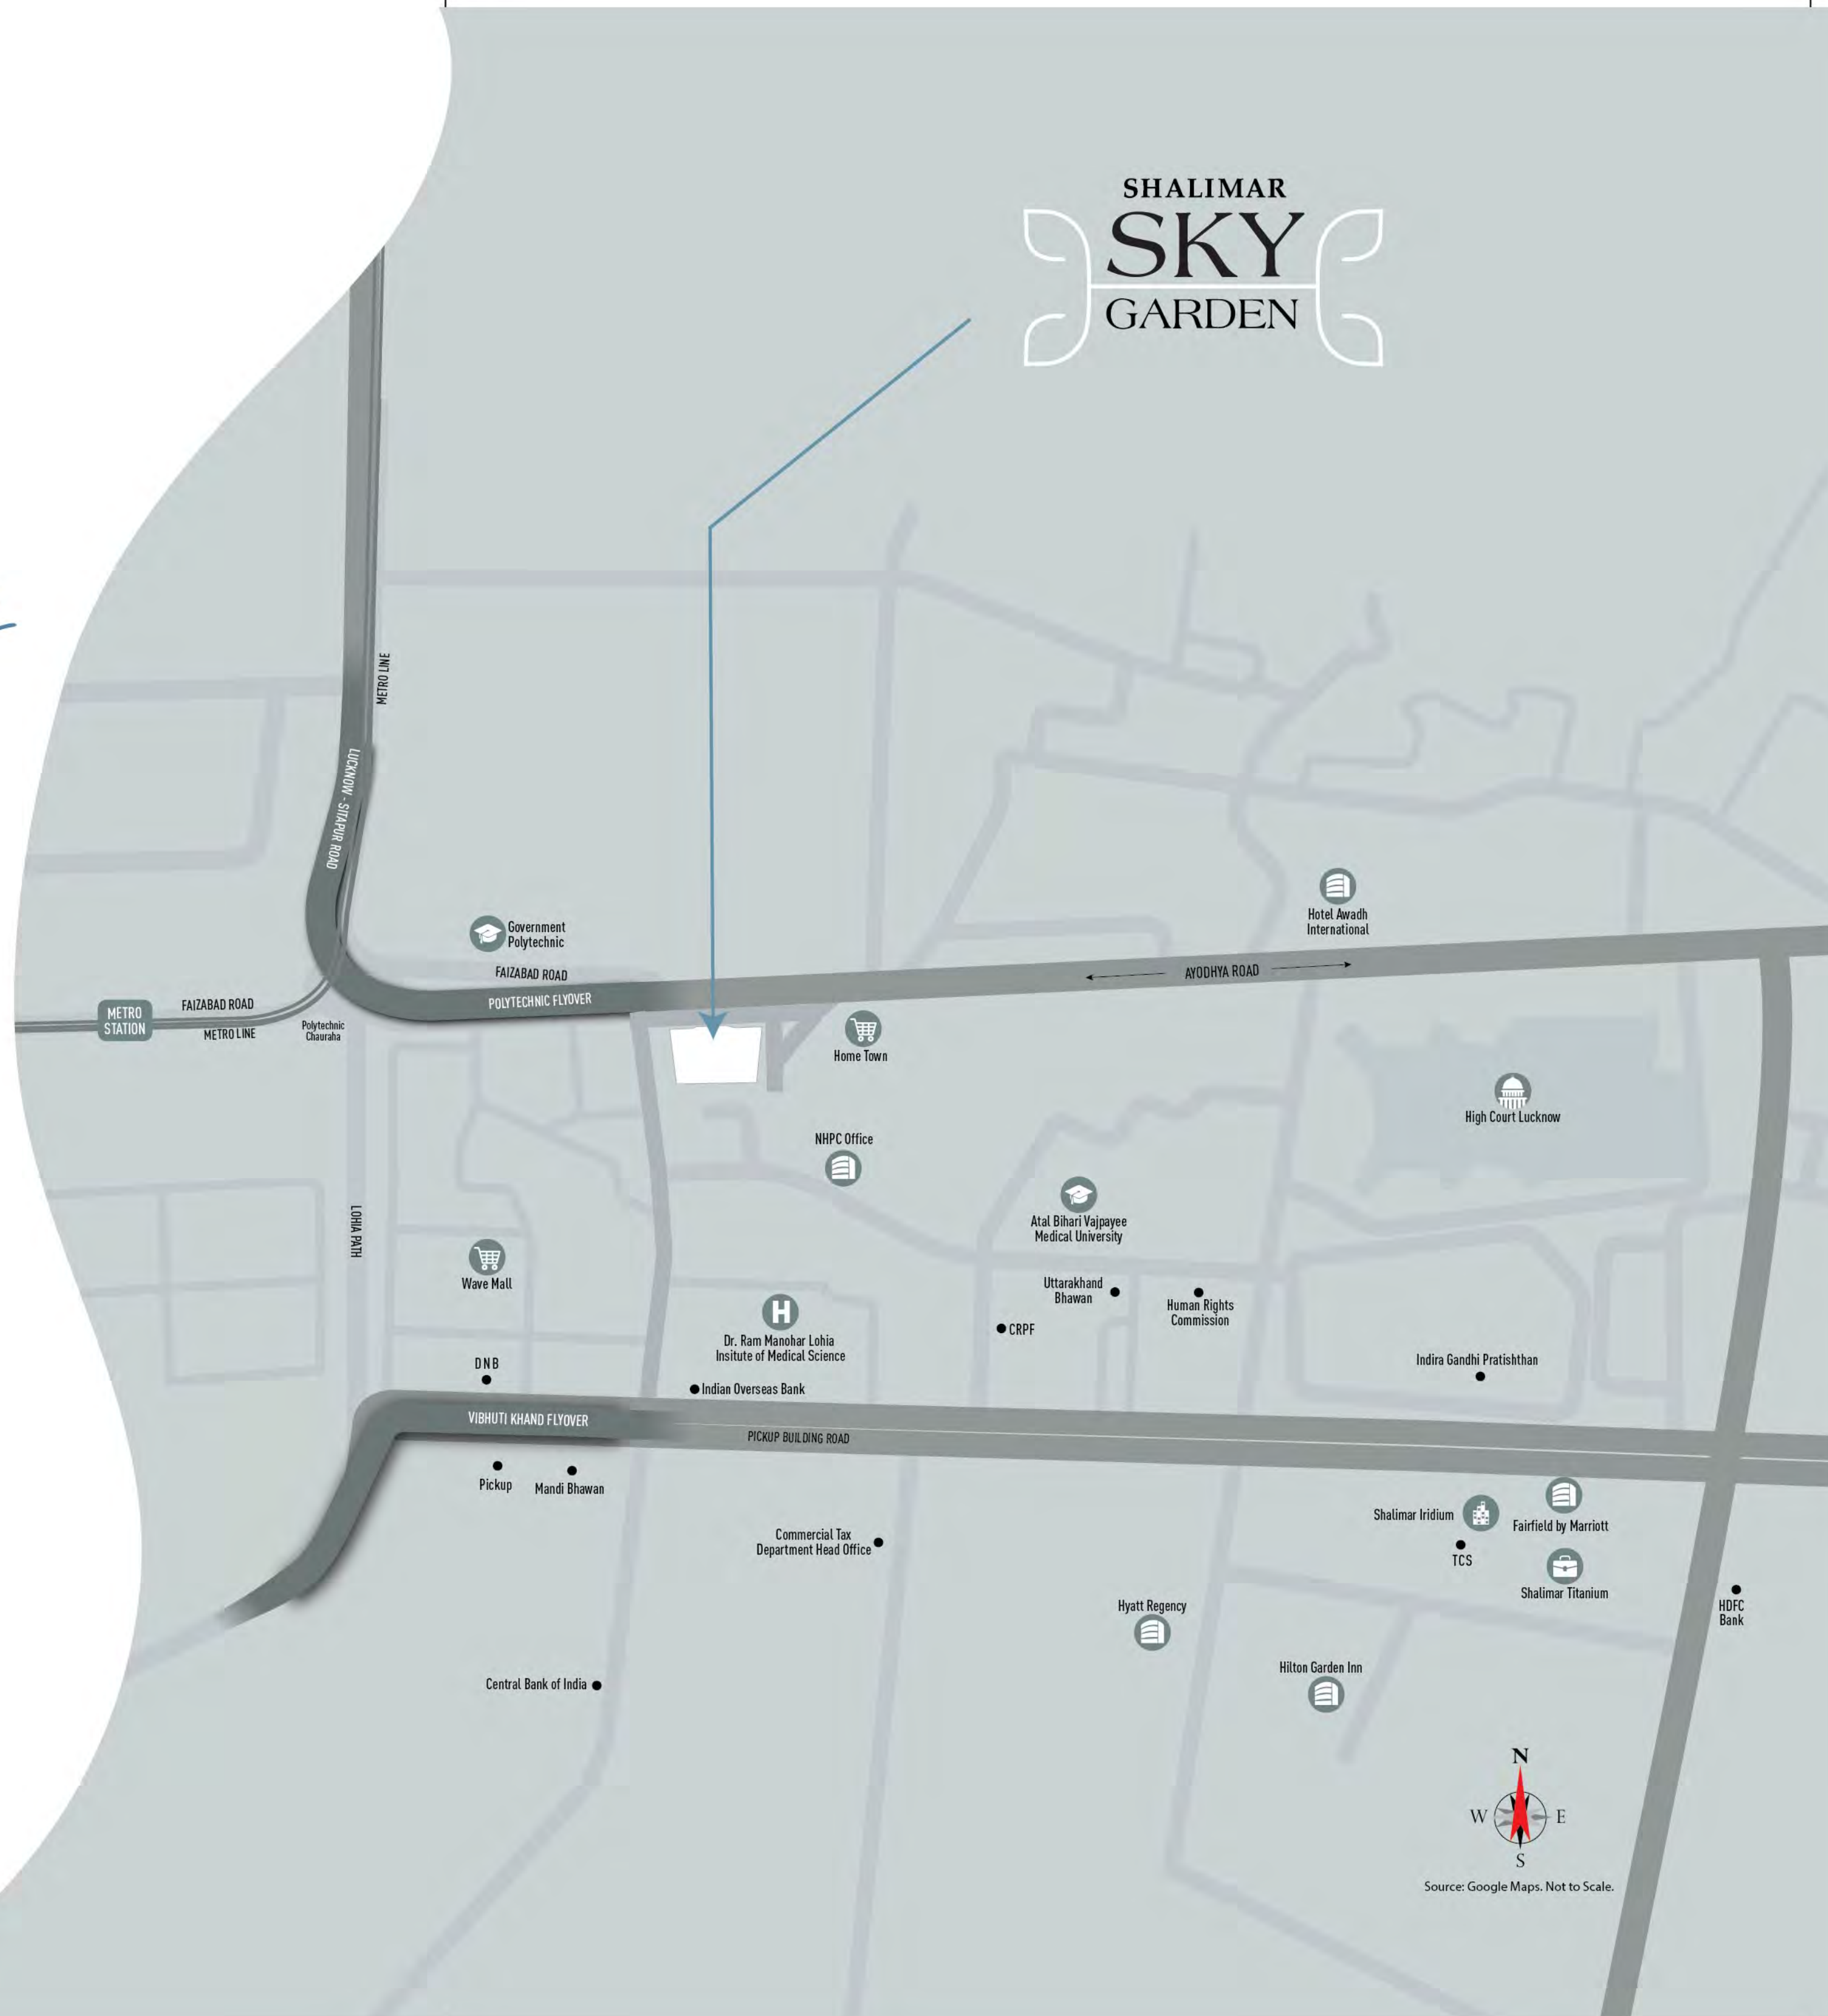 SHALIMAR
SKY
GARDEN
METRO LINE
LUCKNOW - SITAPUR ROAD
Government
Polytechnic
Hotel Awadh
International
FAIZABAD ROAD
AYODHYA ROAD
POLYTECHNIC FLYOVER
METRO
STATION
FAIZABAD ROAD
METRO LINE
Polytechnic
Chauraha
Home Town
High Court Lucknow
NHPC Office
LOHIA PATH
Atal Bihari Vajpayee
Medical University
Wave Mall
Uttarakhand
Bhawan
Human Rights
Commission
CRPF
Dr. Ram Manohar Lohia
Insitute of Medical Science
DNB
Indira Gandhi Pratishthan
Indian Overseas Bank
VIBHUTI KHAND FLYOVER
PICKUP BUILDING ROAD
Pickup
Mandi Bhawan
Commercial Tax
Department Head Office
Shalimar Iridium
Fairfield by Marriott
TCS
Shalimar Titanium
HDFC
Bank
Hyatt Regency
Hilton Garden Inn
Central Bank of India
H
N
W
E
S
Source: Google Maps. Not to Scale.